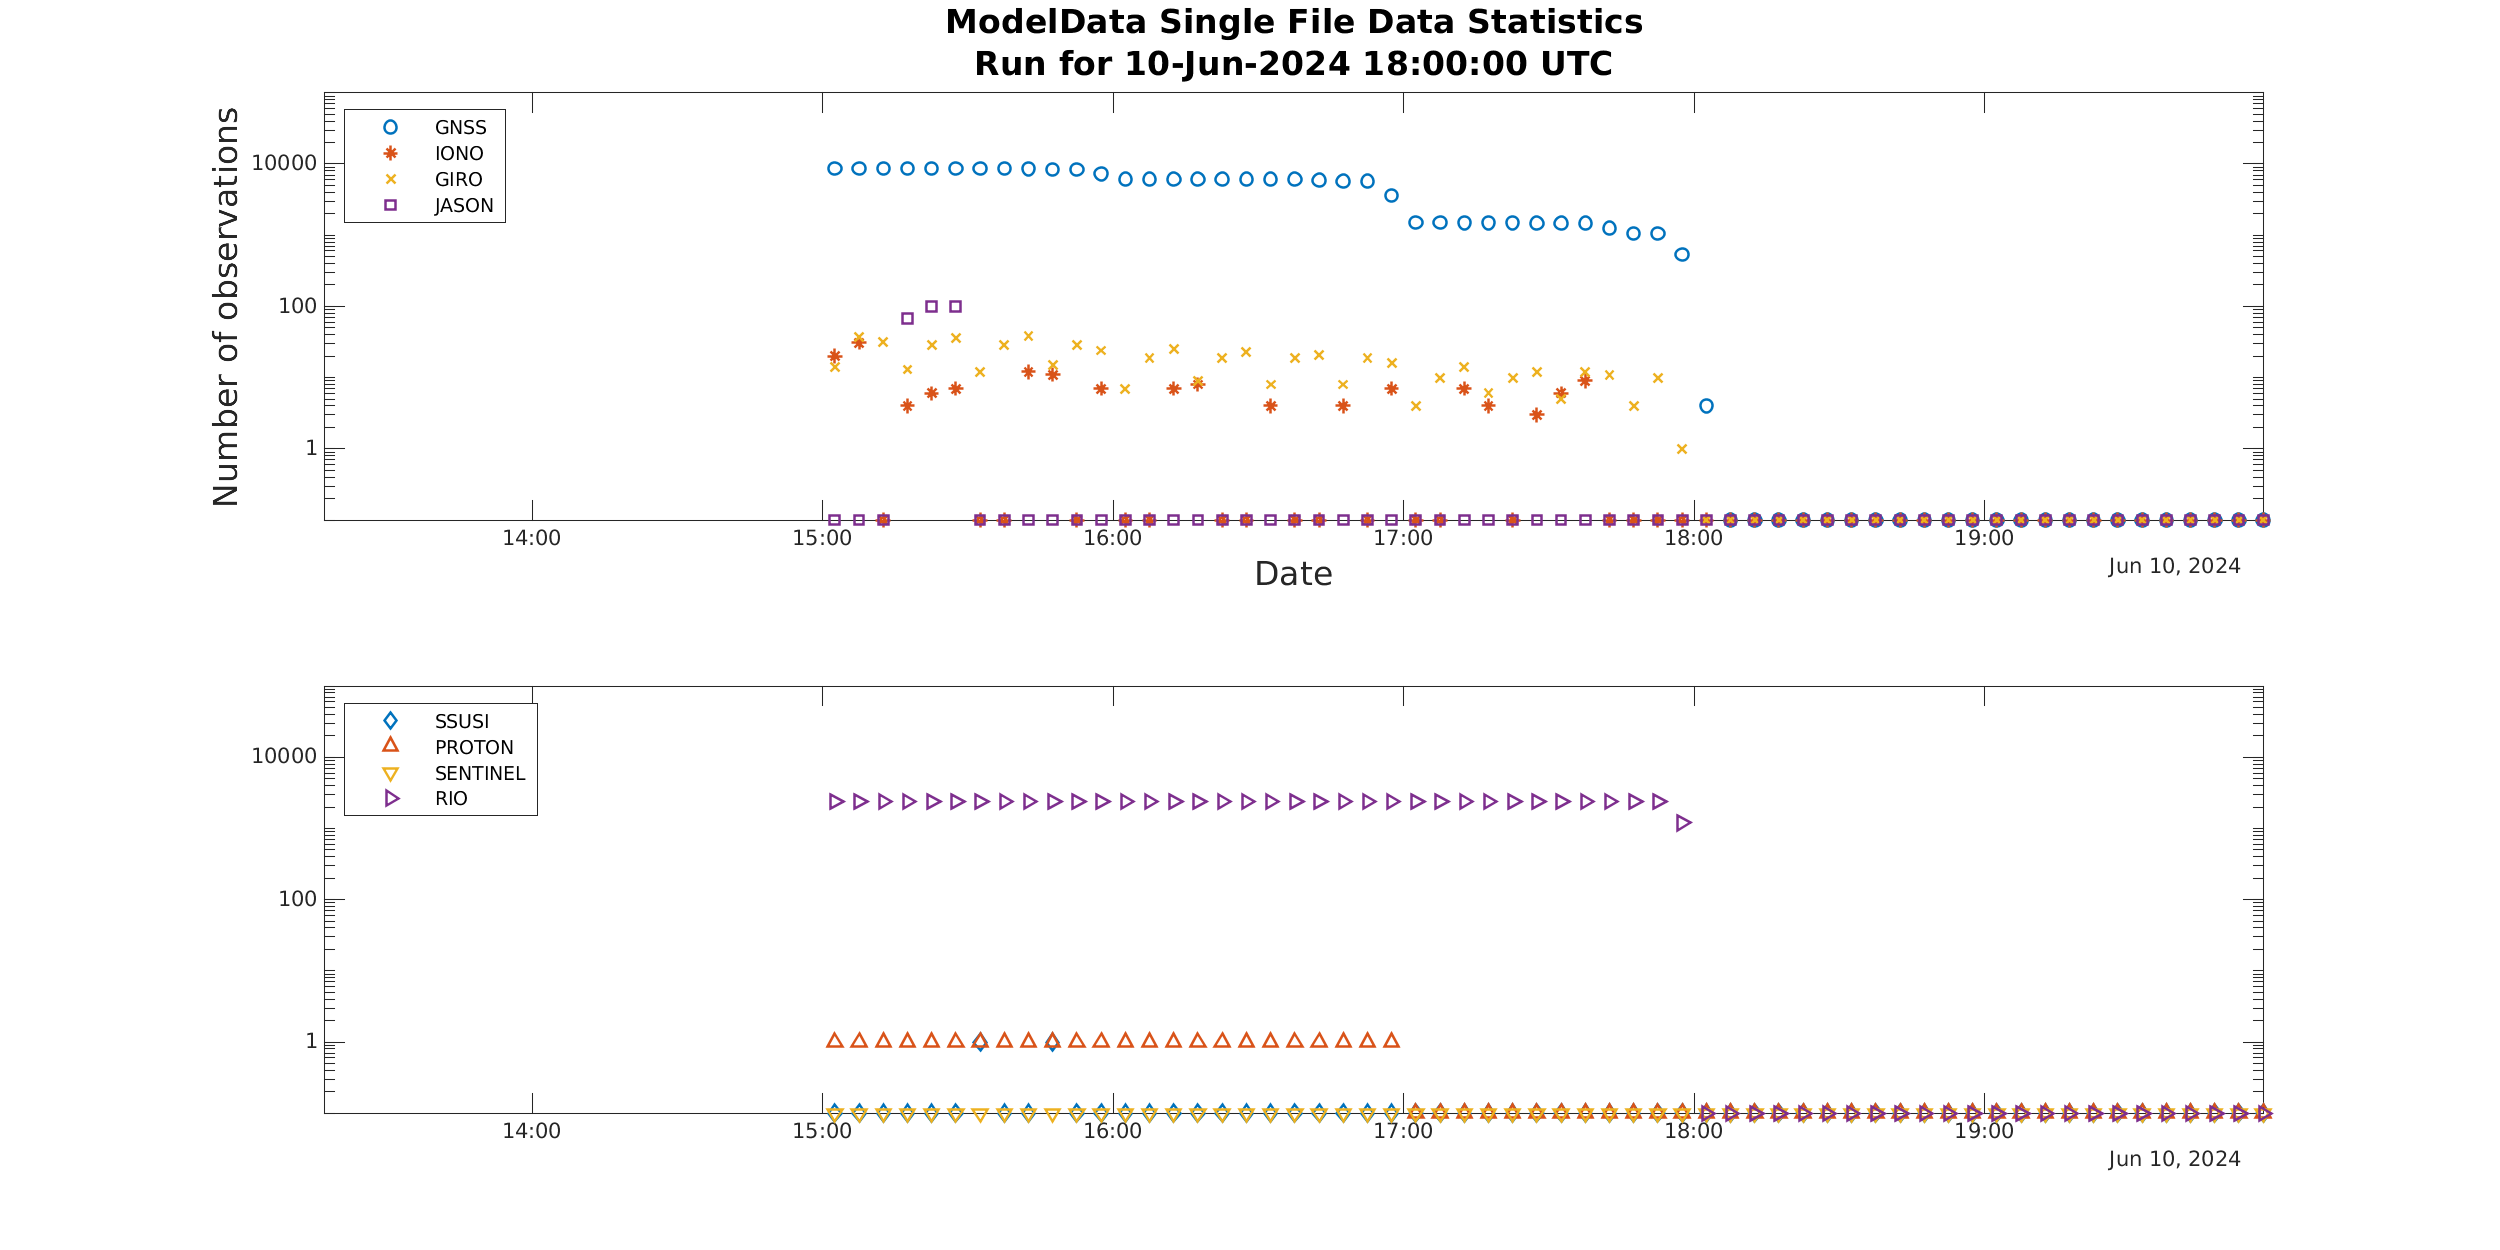 ModelData Single File Data Statistics
Run for 10-Jun-2024 18:00:00 UTC
Number of observations
10000
100
1
GNSS
IONO
GIRO
JASON
14:00
15:00
16:00
17:00
18:00
19:00
Date
Jun 10, 2024
10000
100
1
SSUSI
PROTON
SENTINEL
RIO
14:00
15:00
16:00
17:00
18:00
19:00
Jun 10, 2024